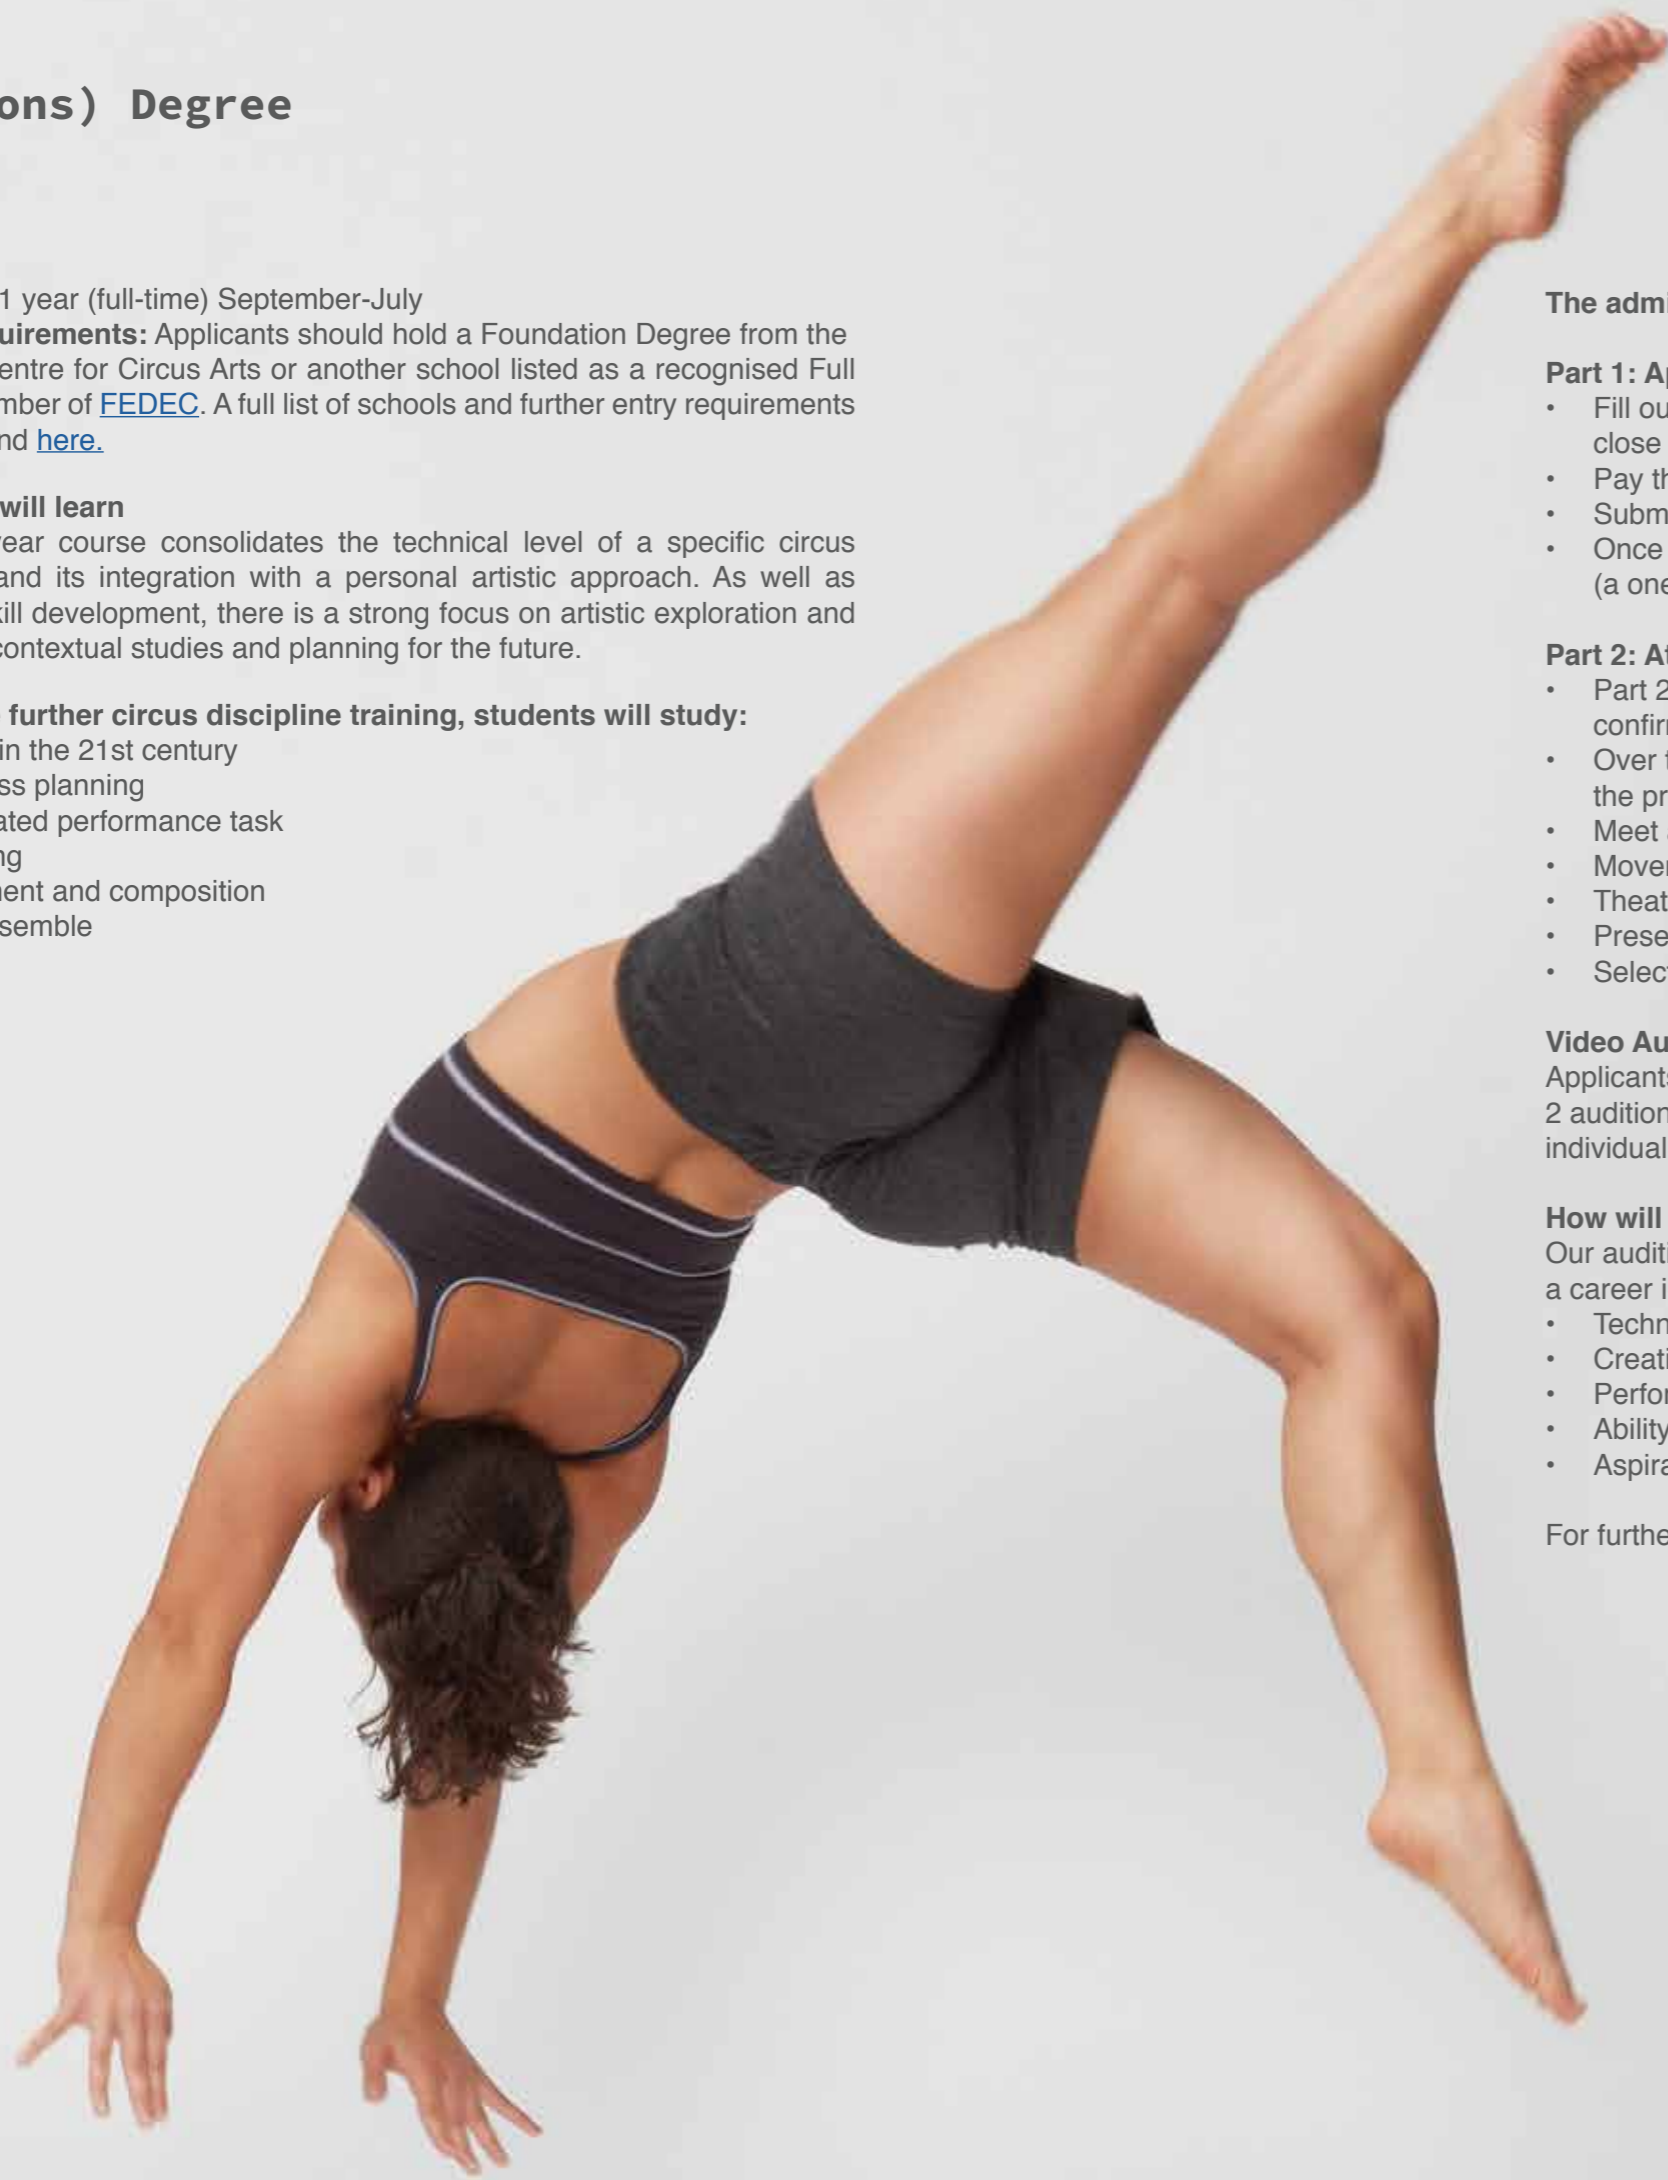 ons) Degree
1 year (full-time) September-July
uirements: Applicants should hold a Foundation Degree from the
entre for Circus Arts or another school listed as a recognised Full
mber of FEDEC. A full list of schools and further entry requirements
nd here.
will learn
ear course consolidates the technical level of a specific circus
and its integration with a personal artistic approach. As well as
kill development, there is a strong focus on artistic exploration and
contextual studies and planning for the future.
further circus discipline training, students will study:
in the 21st century
ss planning
ated performance task
ng
ent and composition
semble
The admi
Part 1: Ap
• Fill ou
close
• Pay th
• Subm
• Once
(a one
Part 2: At
• Part 2
confirm
• Over t
the pr
• Meet
• Mover
• Theat
• Prese
• Select
Video Au
Applicants
2 audition
individual
How will
Our auditi
a career i
• Techn
• Creati
• Perfor
• Ability
• Aspira
For furthe